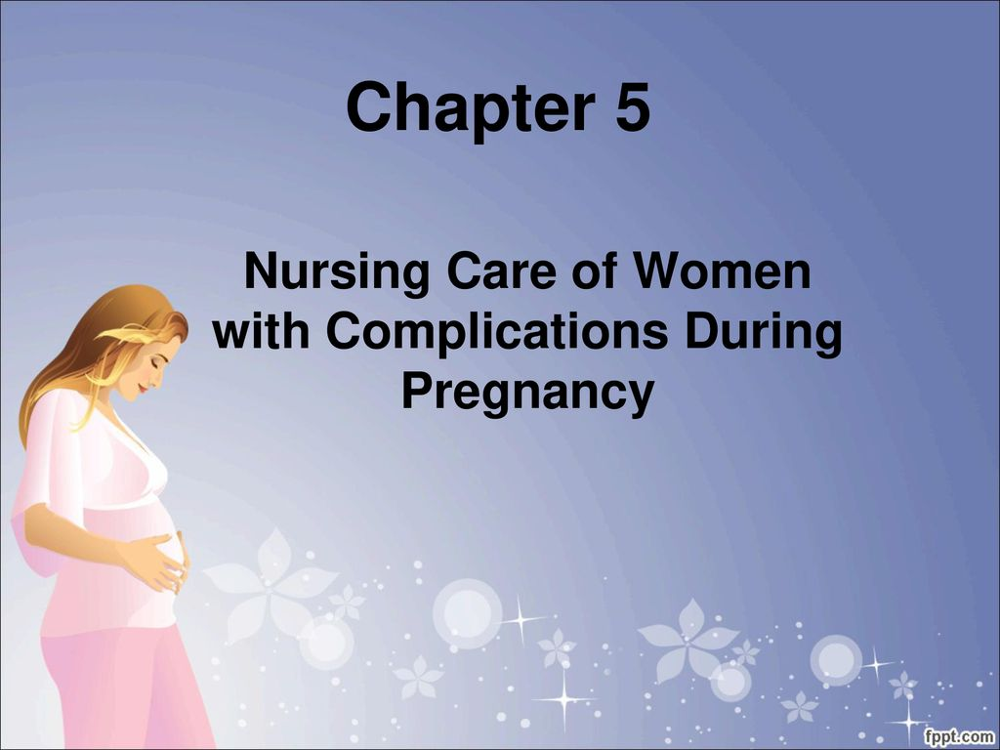 Chapter 5
Nursing Care of Women
with Complications During
Pregnancy
fppt.com